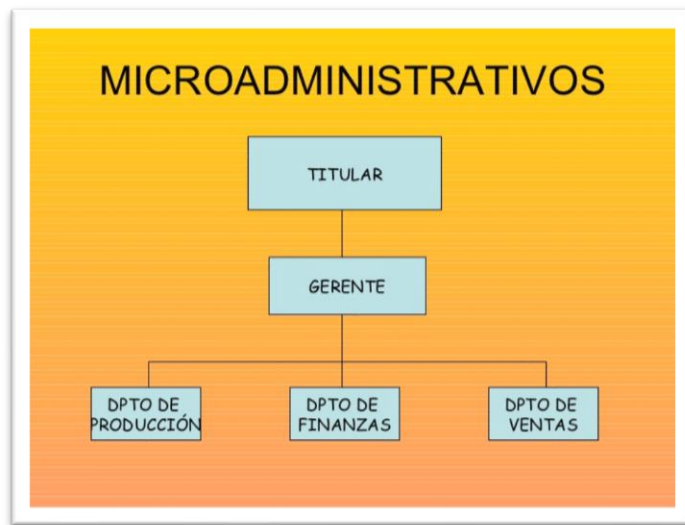 MICROADMINISTRATIVOS
TITULAR
GERENTE
DPTO DE
PRODUCCIÓN
DPTO DE
FINANZAS
DPTO DE
VENTAS